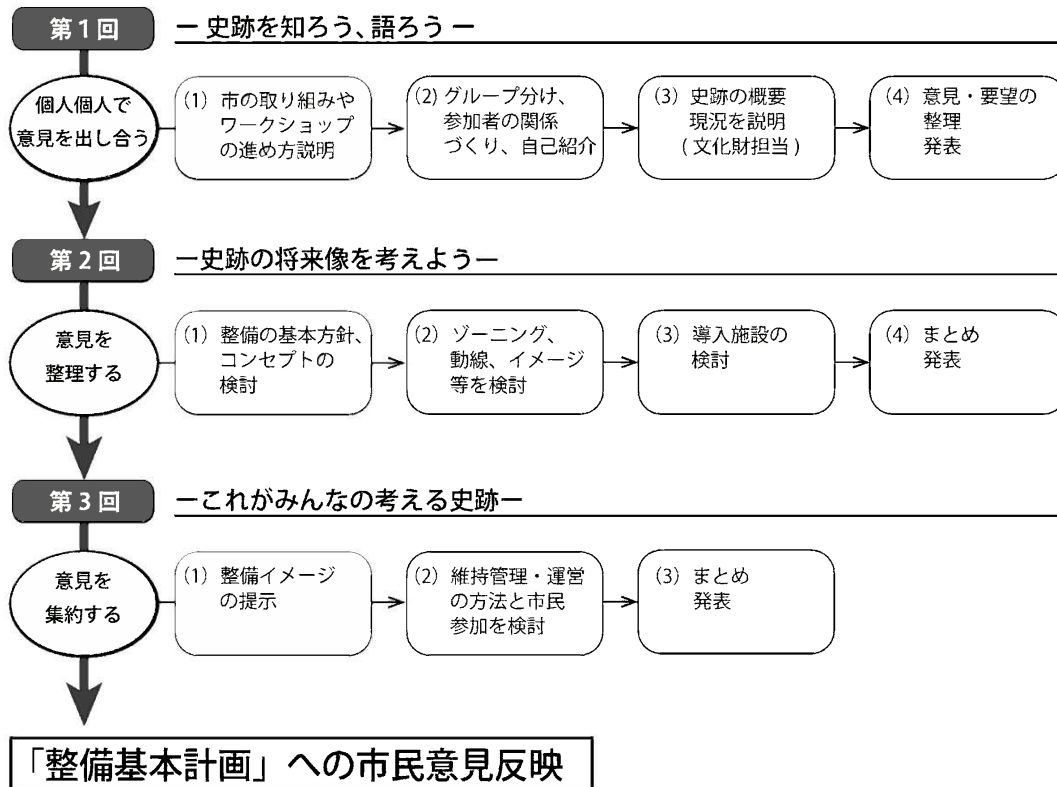 第1回
― 史跡を知ろう、語ろう ―
個人個人で
意見を出し合う
(1) 市の取り組みや
ワークショップ
の進め方説明
(2) グループ分け、
参加者の関係
づくり、自己紹介
(3) 史跡の概要
現況を説明
(文化財担当)
(4) 意見・要望の
整理
発表
第2回
―史跡の将来像を考えよう―
意見を
整理する
(1) 整備の基本方針、
コンセプトの
検討
(2) ゾーニング、
動線、イメージ
等を検討
(3) 導入施設の
検討
(4) まとめ
発表
第3回
―これがみんなの考える史跡―
意見を
集約する
(1) 整備イメージ
の提示
(2) 維持管理・運営
の方法と市民
参加を検討
(3) まとめ
発表
「整備基本計画」への市民意見反映